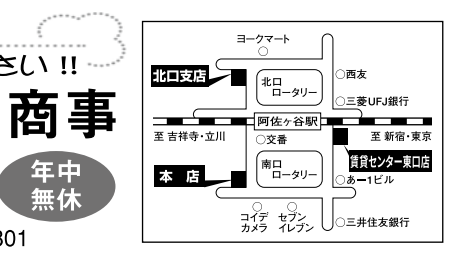 さい!!
商事
年中
無休
301
ヨークマート
北口支店
北口
ロータリー
西友
三菱UFJ銀行
阿佐ヶ谷駅
至 吉祥寺・立川
交番
至 新宿・東京
賃貸センター東口店
南口
ロータリー
本店
あー1ビル
コイデ
カメラ
セブン
イレブン
三井住友銀行